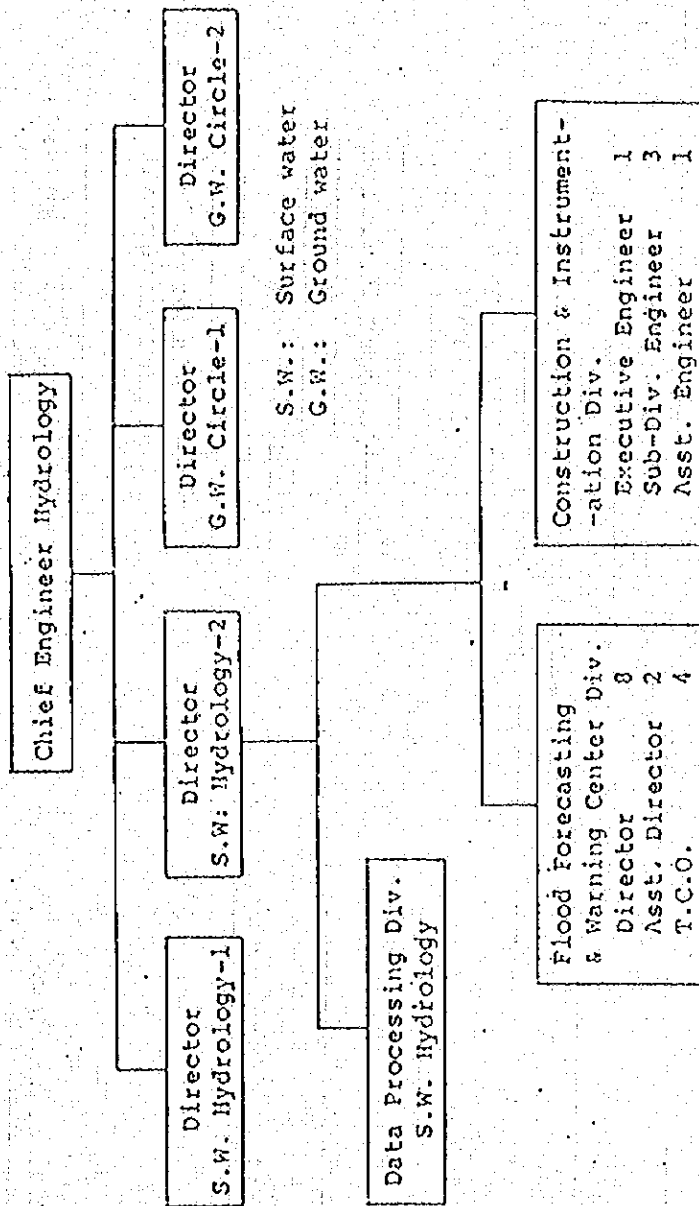 Chief Engineer Hydrology
Director
S.W. Hydrology-1
Director
S.W: Hydrology-2
Director
G.W. Circle-1
Director
G.W. Circle-2
S.W.: Surface water
G.W.: Ground water
Data Processing Div.
S.W. Hydrology
Flood Forecasting
& Warning Center Div.
Director 8
Asst. Director 2
T.C.O. 4
Construction & Instrument-
-ation Div.
Executive Engineer 1
Sub-Div. Engineer 3
Asst. Engineer 1